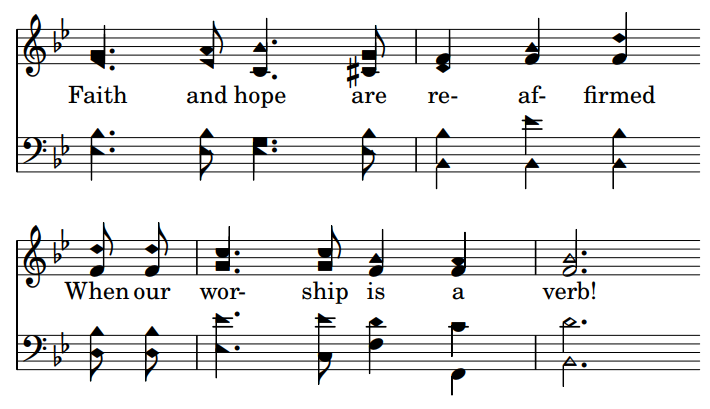 Faith and hope are re- af- firmed
When our wor- ship is a verb!